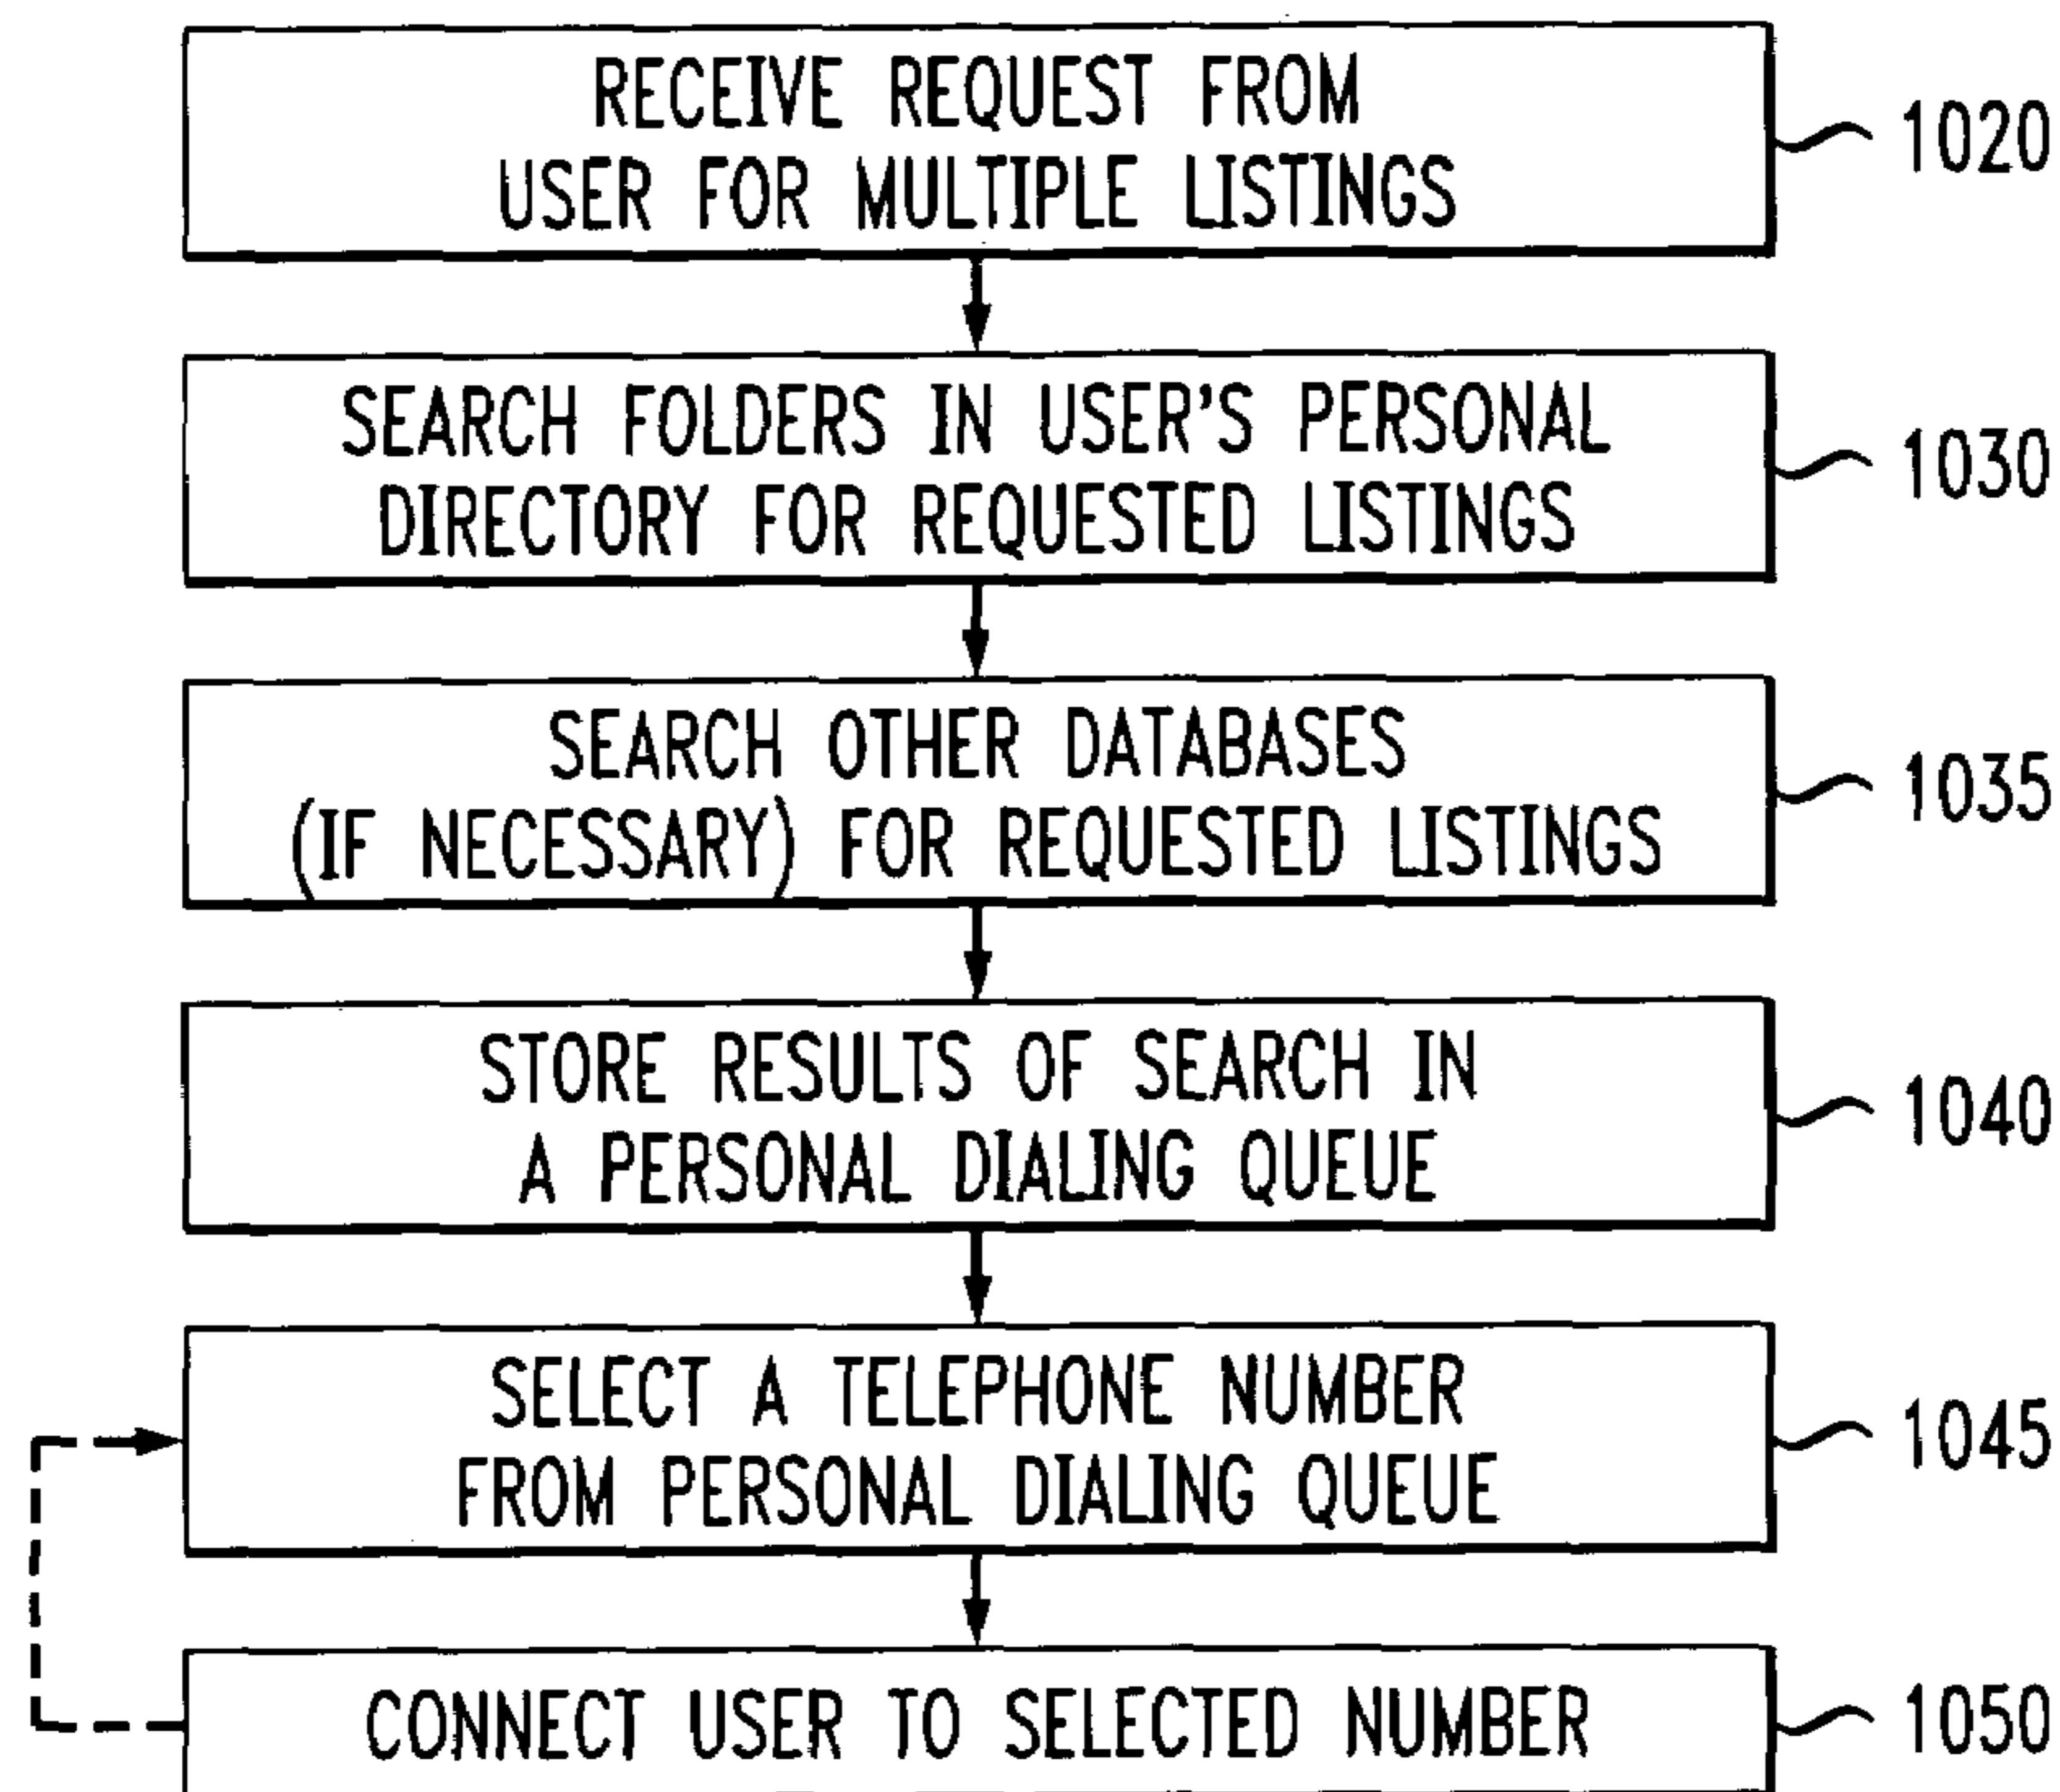 RECEIVE REQUEST FROM
USER FOR MULTIPLE LISTINGS
1020
SEARCH FOLDERS IN USER'S PERSONAL
DIRECTORY FOR REQUESTED LISTINGS
1030
SEARCH OTHER DATABASES
(IF NECESSARY) FOR REQUESTED LISTINGS
1035
STORE RESULTS OF SEARCH IN
A PERSONAL DIALING QUEUE
1040
SELECT A TELEPHONE NUMBER
FROM PERSONAL DIALING QUEUE
1045
CONNECT USER TO SELECTED NUMBER
1050